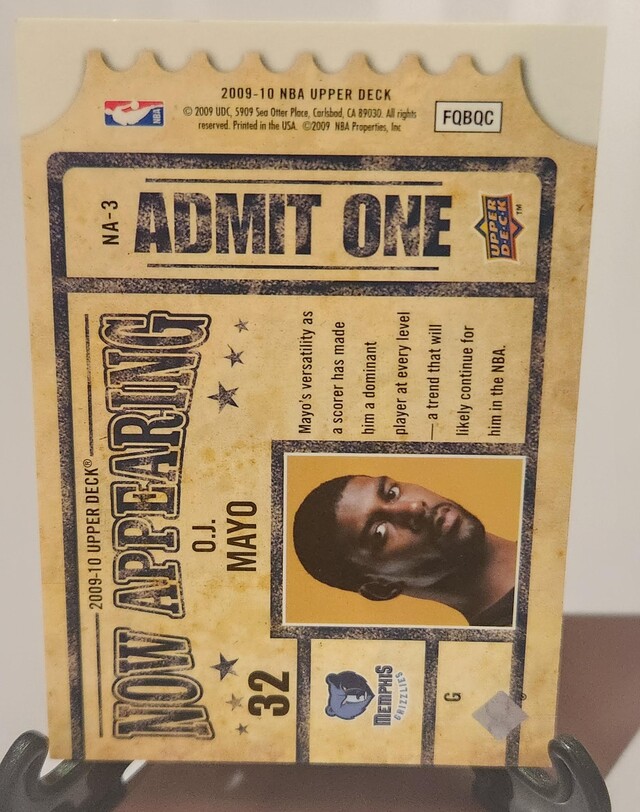 2009-10 NBA UPPER DECK
© 2009 UDC, 5909 Sea Otter Place, Carlsbad, CA 89030. All rights
reserved. Printed in the USA. ©2009 NBA Properties, Inc
FQBQC
NBA
NA-3
ADMIT ONE
UPPER
DECK
TM
2009-10 UPPER DECK®
NOW APPEARING
O.J.
MAYO
32
Mayo's versatility as
a scorer has made
him a dominant
player at every level
— a trend that will
likely continue for
him in the NBA.
MEMPHIS
GRIZZLIES
G
®